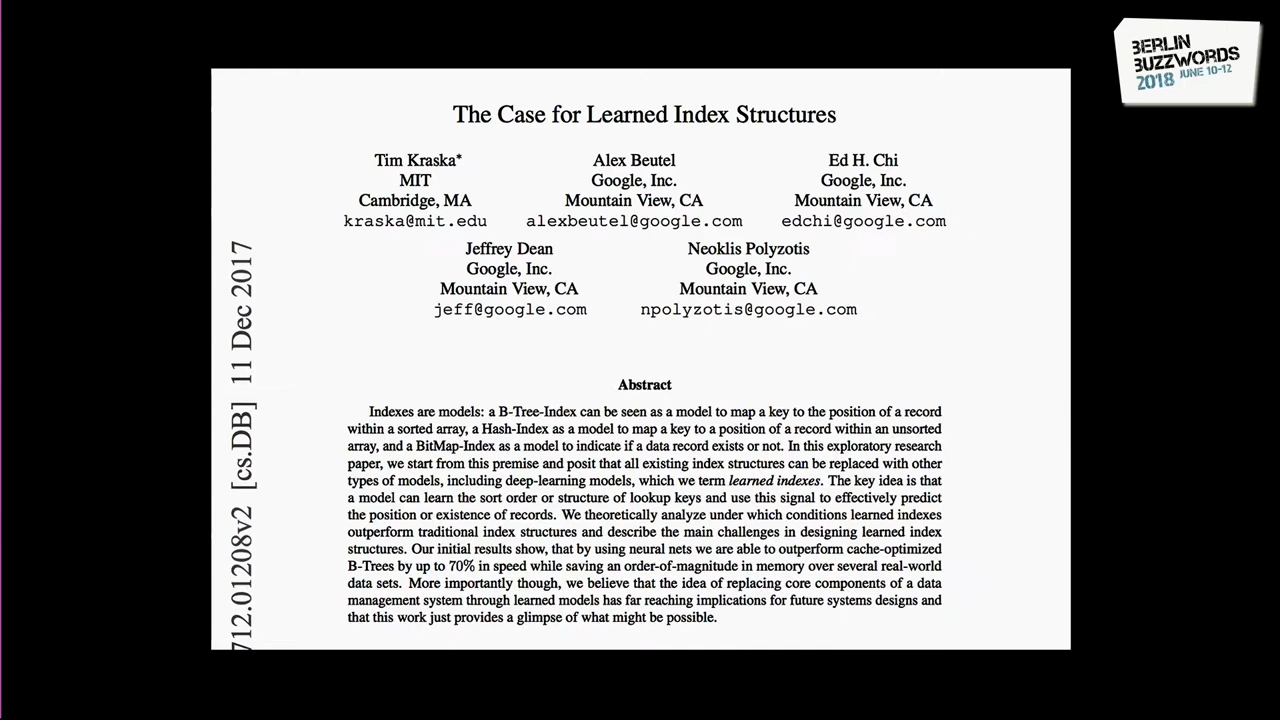 BERLIN
BUZZWORDS
2018 JUNE 10-12
The Case for Learned Index Structures
Tim Kraska*
MIT
Cambridge, MA
kraska@mit.edu
Alex Beutel
Google, Inc.
Mountain View, CA
alexbeutel@google.com
Ed H. Chi
Google, Inc.
Mountain View, CA
edchi@google.com
Jeffrey Dean
Google, Inc.
Mountain View, CA
jeff@google.com
Neoklis Polyzotis
Google, Inc.
Mountain View, CA
npolyzotis@google.com
712.01208v2 [cs.DB] 11 Dec 2017
Abstract
Indexes are models: a B-Tree-Index can be seen as a model to map a key to the position of a record
within a sorted array, a Hash-Index as a model to map a key to a position of a record within an unsorted
array, and a BitMap-Index as a model to indicate if a data record exists or not. In this exploratory research
paper, we start from this premise and posit that all existing index structures can be replaced with other
types of models, including deep-learning models, which we term learned indexes. The key idea is that
a model can learn the sort order or structure of lookup keys and use this signal to effectively predict
the position or existence of records. We theoretically analyze under which conditions learned indexes
outperform traditional index structures and describe the main challenges in designing learned index
structures. Our initial results show, that by using neural nets we are able to outperform cache-optimized
B-Trees by up to 70% in speed while saving an order-of-magnitude in memory over several real-world
data sets. More importantly though, we believe that the idea of replacing core components of a data
management system through learned models has far reaching implications for future systems designs and
that this work just provides a glimpse of what might be possible.